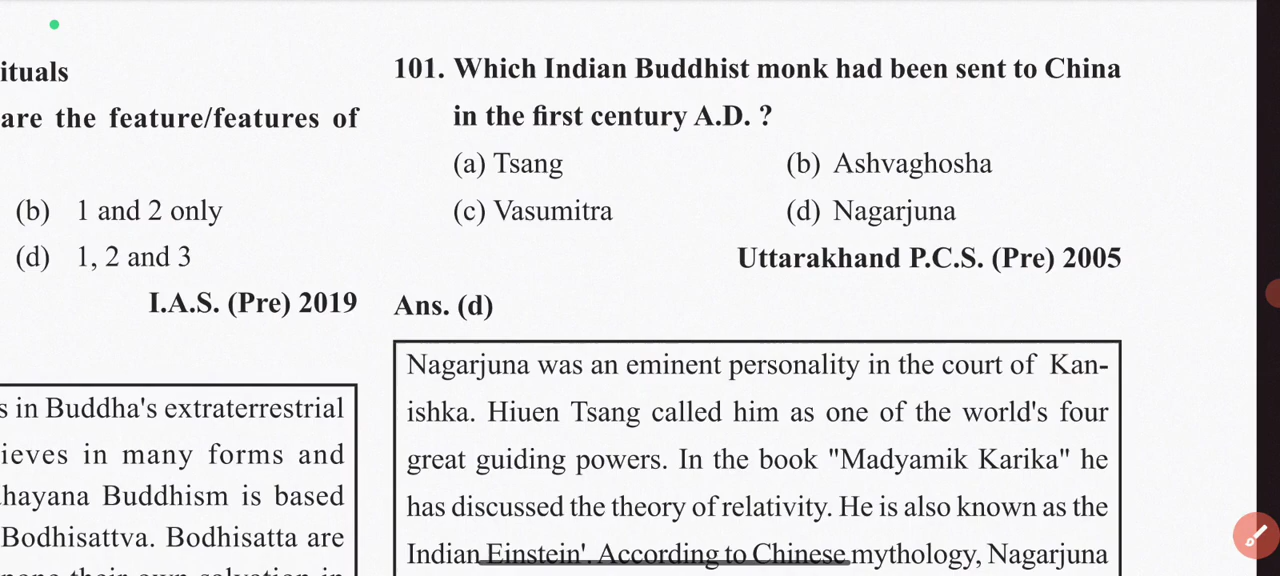 ituals
are the feature/features of
(b) 1 and 2 only
(d) 1, 2 and 3
I.A.S. (Pre) 2019
s in Buddha's extraterrestrial
ieves in many forms and
hayana Buddhism is based
Bodhisattva. Bodhisatta are
their own salvation in
101. Which Indian Buddhist monk had been sent to China
in the first century A.D. ?
(a) Tsang (b) Ashvaghosha
(c) Vasumitra (d) Nagarjuna
Uttarakhand P.C.S. (Pre) 2005
Ans. (d)
Nagarjuna was an eminent personality in the court of Kan-
ishka. Hiuen Tsang called him as one of the world's four
great guiding powers. In the book "Madyamik Karika" he
has discussed the theory of relativity. He is also known as the
Indian Einstein'. According to Chinese mythology, Nagarjuna